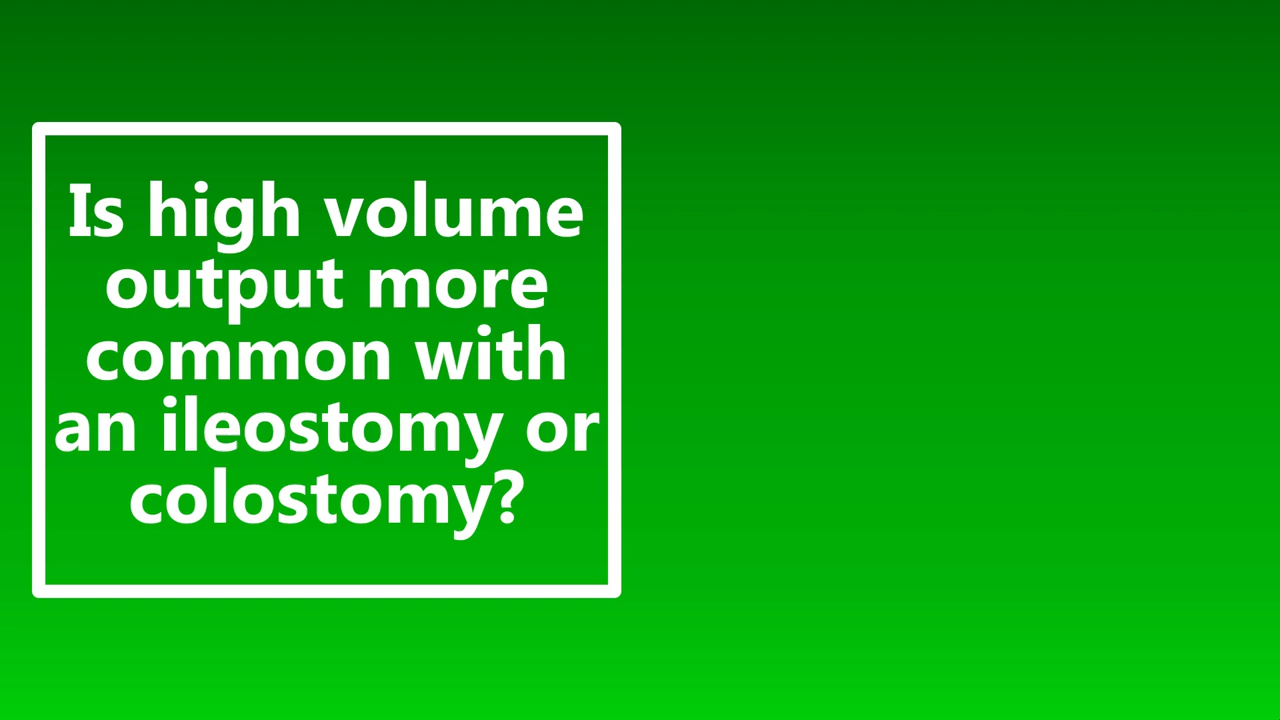 Is high volume
output more
common with
an ileostomy or
colostomy?